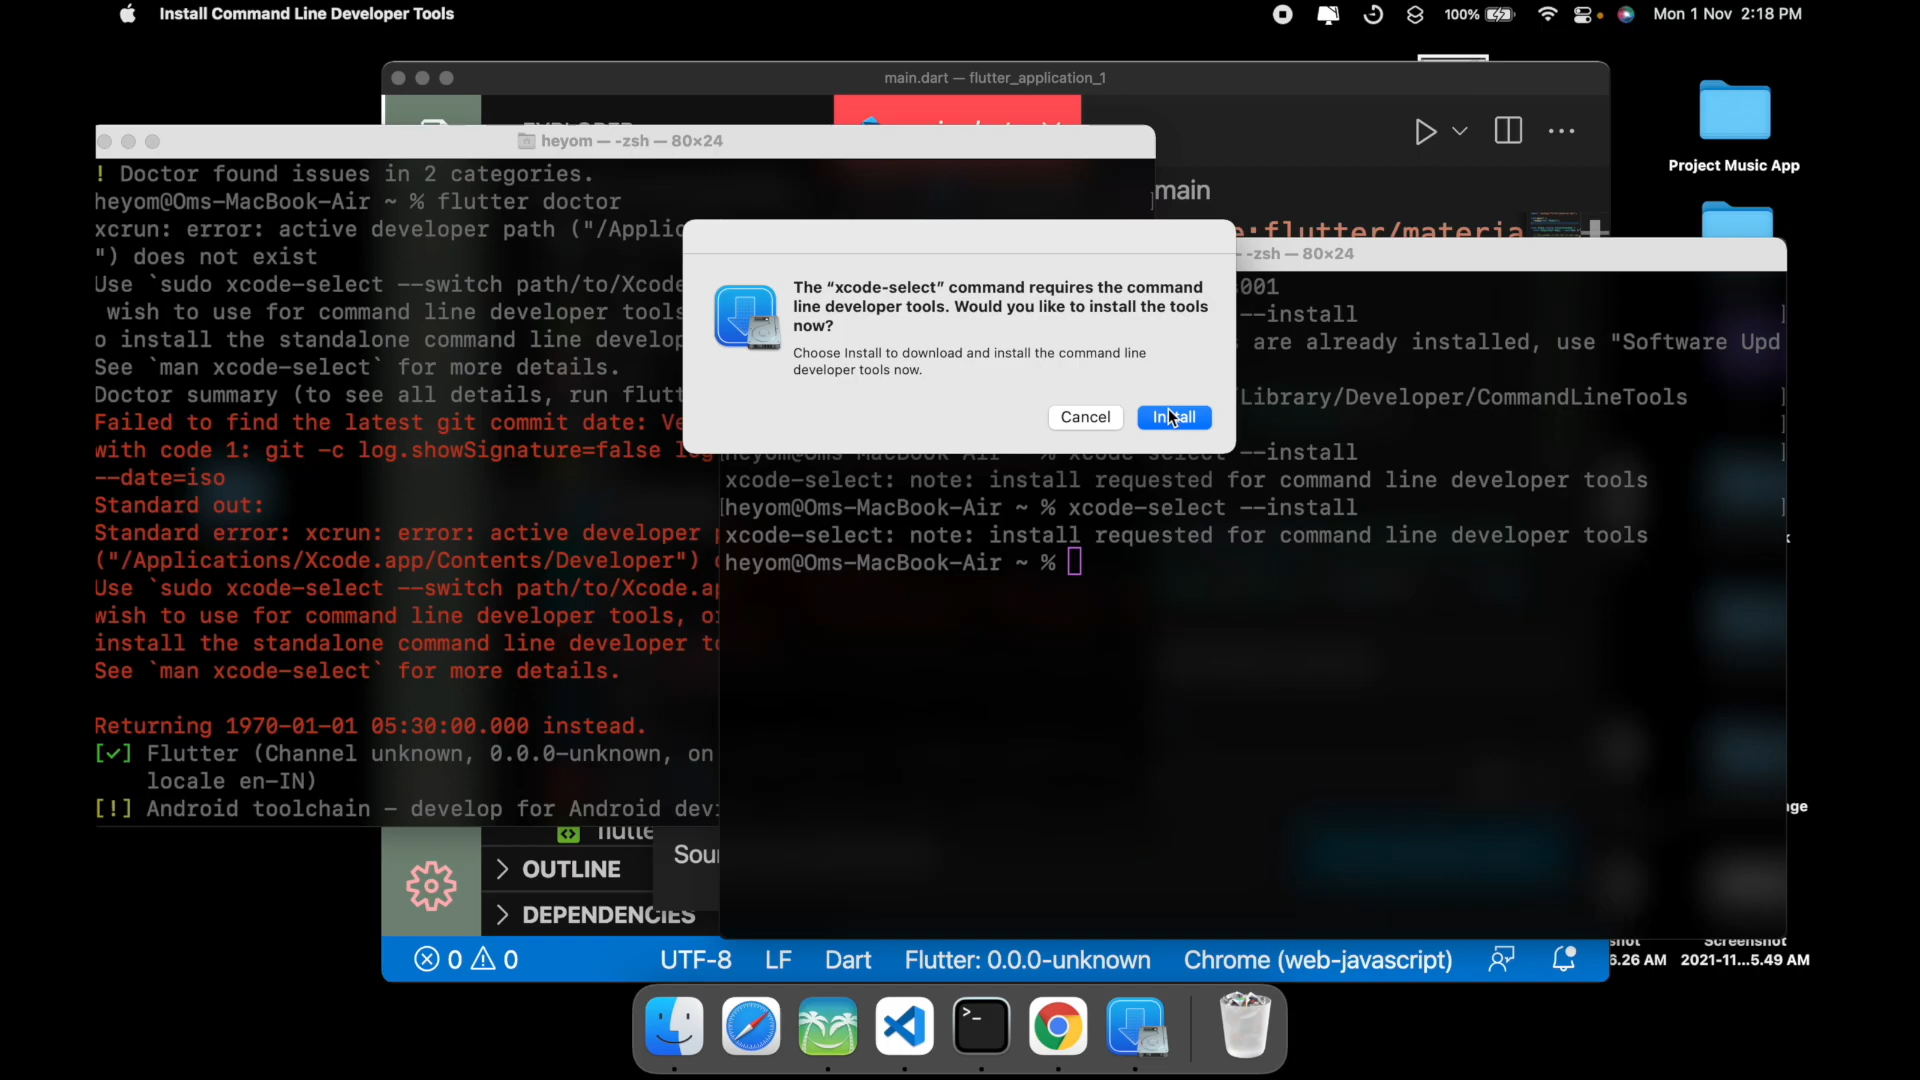 Install Command Line Developer Tools
100%
Mon 1 Nov 2:18 PM
main.dart — flutter_application_1
Project Music App
heyom — -zsh — 80×24
! Doctor found issues in 2 categories.
heyom@Oms-MacBook-Air ~ % flutter doctor
xcrun: error: active developer path ("/Applic
") does not exist
Use `sudo xcode-select --switch path/to/Xcode
wish to use for command line developer tools
o install the standalone command line develop
See `man xcode-select` for more details.
Doctor summary (to see all details, run flutt
Failed to find the latest git commit date: Ve
with code 1: git -c log.showSignature=false log
--date=iso
Standard out:
Standard error: xcrun: error: active developer
("/Applications/Xcode.app/Contents/Developer")
Use `sudo xcode-select --switch path/to/Xcode.a
wish to use for command line developer tools, o
install the standalone command line developer t
See `man xcode-select` for more details.
Returning 1970-01-01 05:30:00.000 instead.
[✓] Flutter (Channel unknown, 0.0.0-unknown, on
locale en-IN)
[!] Android toolchain - develop for Android dev
main
e:flutter/materia
The “xcode-select” command requires the command
line developer tools. Would you like to install the tools
now?
Choose Install to download and install the command line
developer tools now.
Cancel
Install
-zsh — 80×24
001
--install
are already installed, use "Software Upd
Library/Developer/CommandLineTools
heyom@Oms-MacBook-Air ~ % xcode-select --install
xcode-select: note: install requested for command line developer tools
heyom@Oms-MacBook-Air ~ % xcode-select --install
xcode-select: note: install requested for command line developer tools
heyom@Oms-MacBook-Air ~ %
OUTLINE
Sou
DEPENDENCIES
0 0
UTF-8
LF
Dart
Flutter: 0.0.0-unknown
Chrome (web-javascript)
6.26 AM
Screenshot
2021-11...5.49 AM